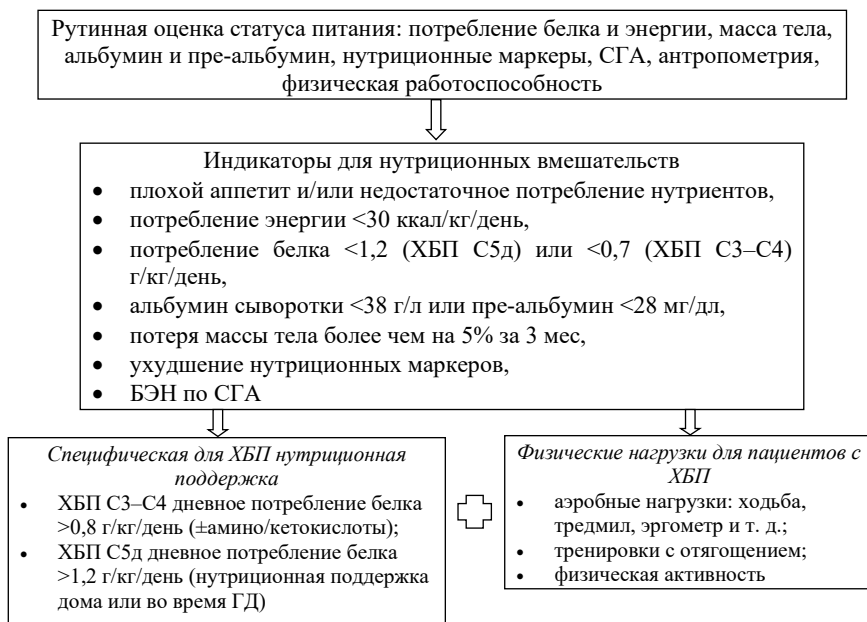 Рутинная оценка статуса питания: потребление белка и энергии, масса тела,
альбумин и пре-альбумин, нутриционные маркеры, СГА, антропометрия,
физическая работоспособность
Индикаторы для нутриционных вмешательств
• плохой аппетит и/или недостаточное потребление нутриентов,
• потребление энергии <30 ккал/кг/день,
• потребление белка <1,2 (ХБП С5д) или <0,7 (ХБП С3–С4)
г/кг/день,
• альбумин сыворотки <38 г/л или пре-альбумин <28 мг/дл,
• потеря массы тела более чем на 5% за 3 мес,
• ухудшение нутриционных маркеров,
• БЭН по СГА
Специфическая для ХБП нутриционная
поддержка
• ХБП С3–С4 дневное потребление белка
>0,8 г/кг/день (±амино/кетокислоты);
• ХБП С5д дневное потребление белка
>1,2 г/кг/день (нутриционная поддержка
дома или во время ГД)
Физические нагрузки для пациентов с
ХБП
• аэробные нагрузки: ходьба,
тредмил, эргометр и т. д.;
• тренировки с отягощением;
• физическая активность